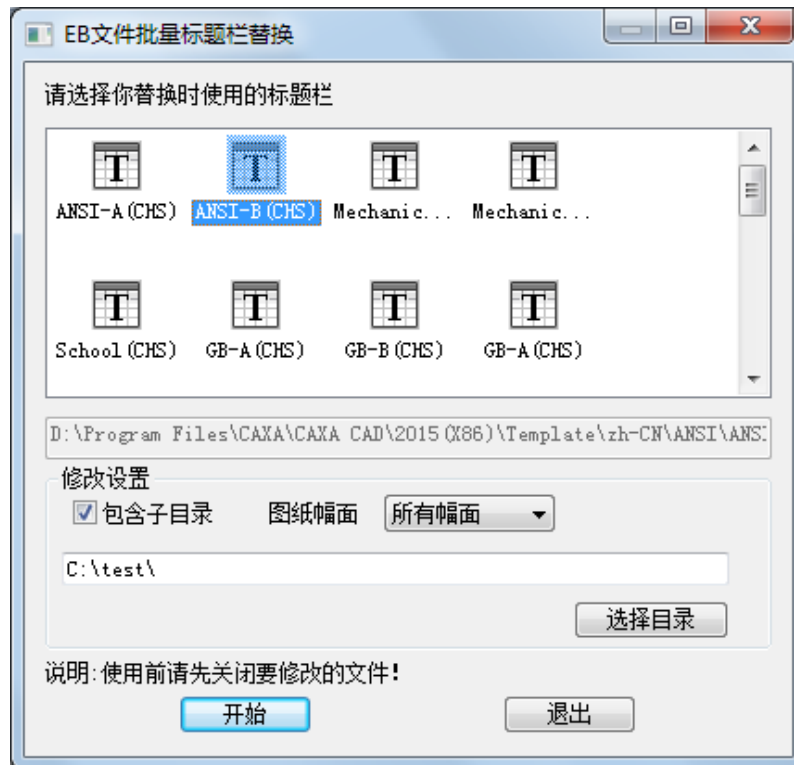 EB文件批量标题栏替换
请选择你替换时使用的标题栏
ANSI-A(CHS) ANSI-B(CHS) Mechanic... Mechanic...
School(CHS) GB-A(CHS) GB-B(CHS) GB-A(CHS)
D:\Program Files\CAXA\CAXA CAD\2015(X86)\Template\zh-CN\ANSI\ANS
修改设置
包含子目录 图纸幅面 所有幅面
C:\test\
选择目录
说明:使用前请先关闭要修改的文件!
开始 退出